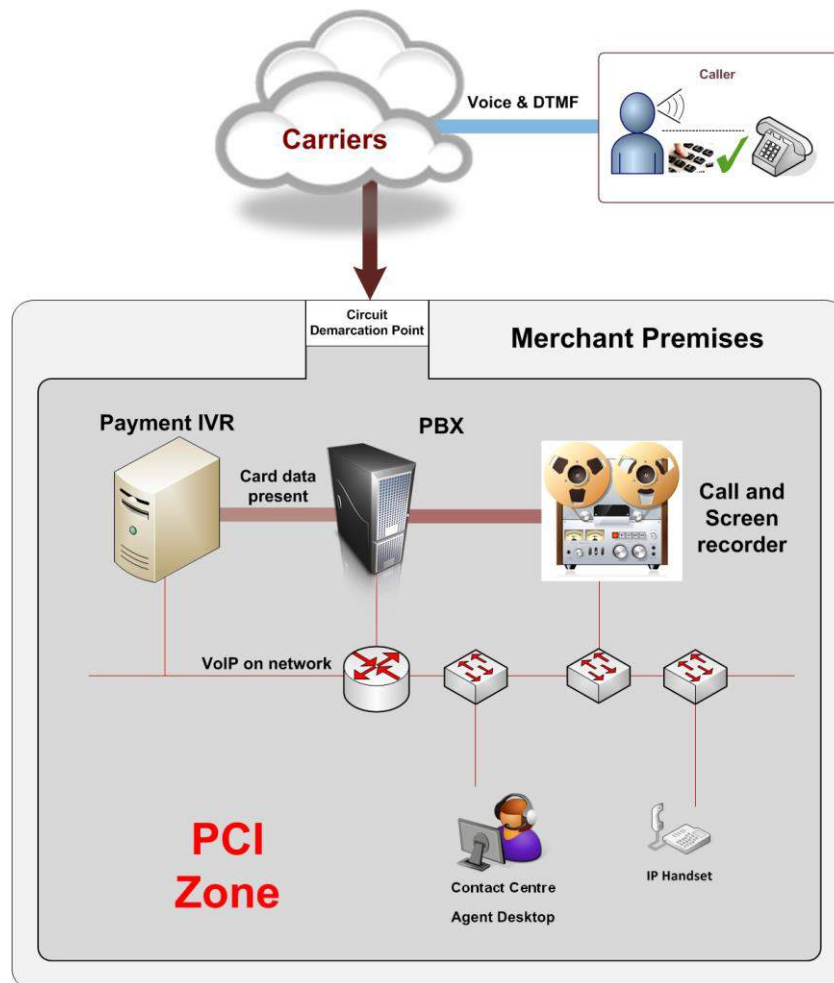 Caller
Voice & DTMF
Carriers
Circuit
Demarcation Point
Merchant Premises
Payment IVR
PBX
Card data
present
Call and
Screen
recorder
VoIP on network
PCI
Zone
Contact Centre
Agent Desktop
IP Handset